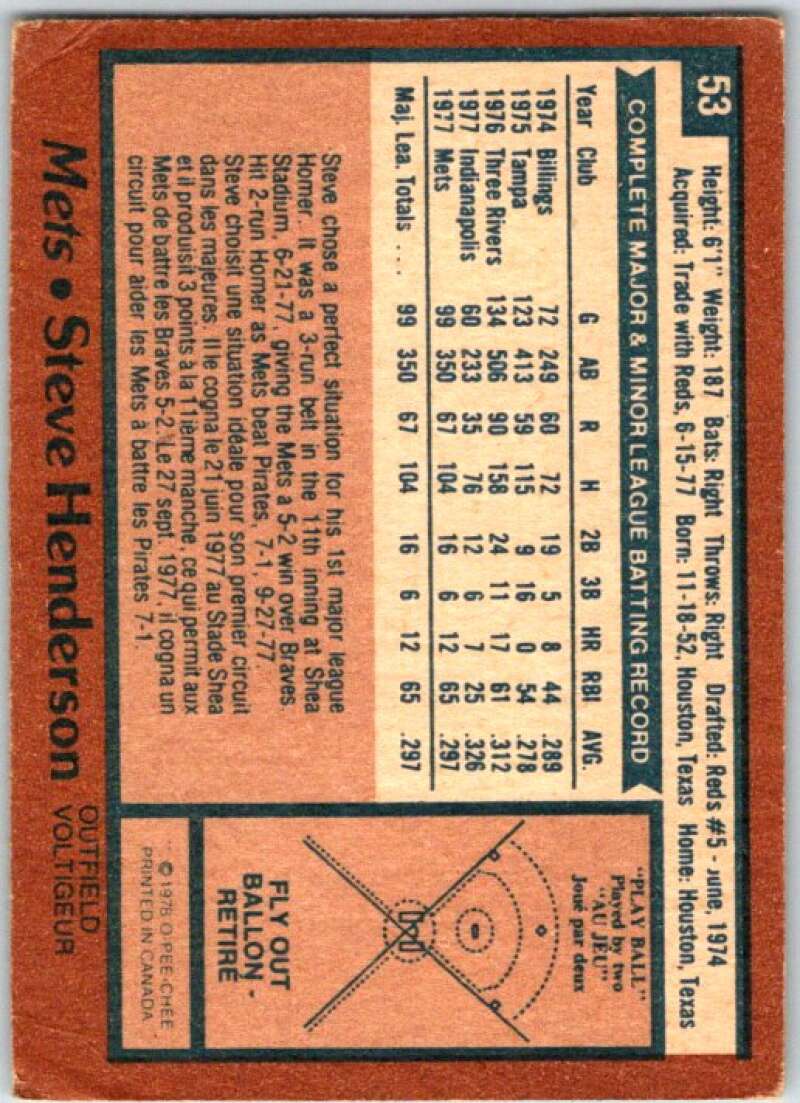 53
Height: 6'1" Weight: 187 Bats: Right Throws: Right Drafted: Reds #5 - June, 1974
Acquired: Trade with Reds, 6-15-77 Born: 11-18-52, Houston, Texas Home: Houston, Texas
COMPLETE MAJOR & MINOR LEAGUE BATTING RECORD
Year Club G AB R H 2B 3B HR RBI AVG.
1974 Billings 72 249 60 72 19 5 8 44 .289
1975 Tampa 123 413 59 115 9 16 0 54 .278
1976 Three Rivers 134 506 90 158 24 11 17 61 .312
1977 Indianapolis 60 233 35 76 12 6 7 25 .326
1977 Mets 99 350 67 104 16 6 12 65 .297
Maj. Lea. Totals .... 99 350 67 104 16 6 12 65 .297
Steve chose a perfect situation for his 1st major league
Homer. It was a 3-run belt in the 11th inning at Shea
Stadium, 6-21-77, giving the Mets a 5-2 win over Braves.
Hit 2-run Homer as Mets beat Pirates, 7-1, 9-27-77.
Steve choisit une situation idéale pour son premier circuit
dans les majeures. Il le cogna le 21 juin 1977 au Stade Shea
et il produisit 3 points à la 11ième manche, ce qui permit aux
Mets de battre les Braves 5-2. Le 27 sept. 1977, il cogna un
circuit pour aider les Mets à battre les Pirates 7-1.
"PLAY BALL"
Played by two
"AU JEU"
Joué par deux
FLY OUT
BALLON -
RETIRÉ
© 1978 O-PEE-CHEE
PRINTED IN CANADA
Mets • Steve Henderson
OUTFIELD
VOLTIGEUR